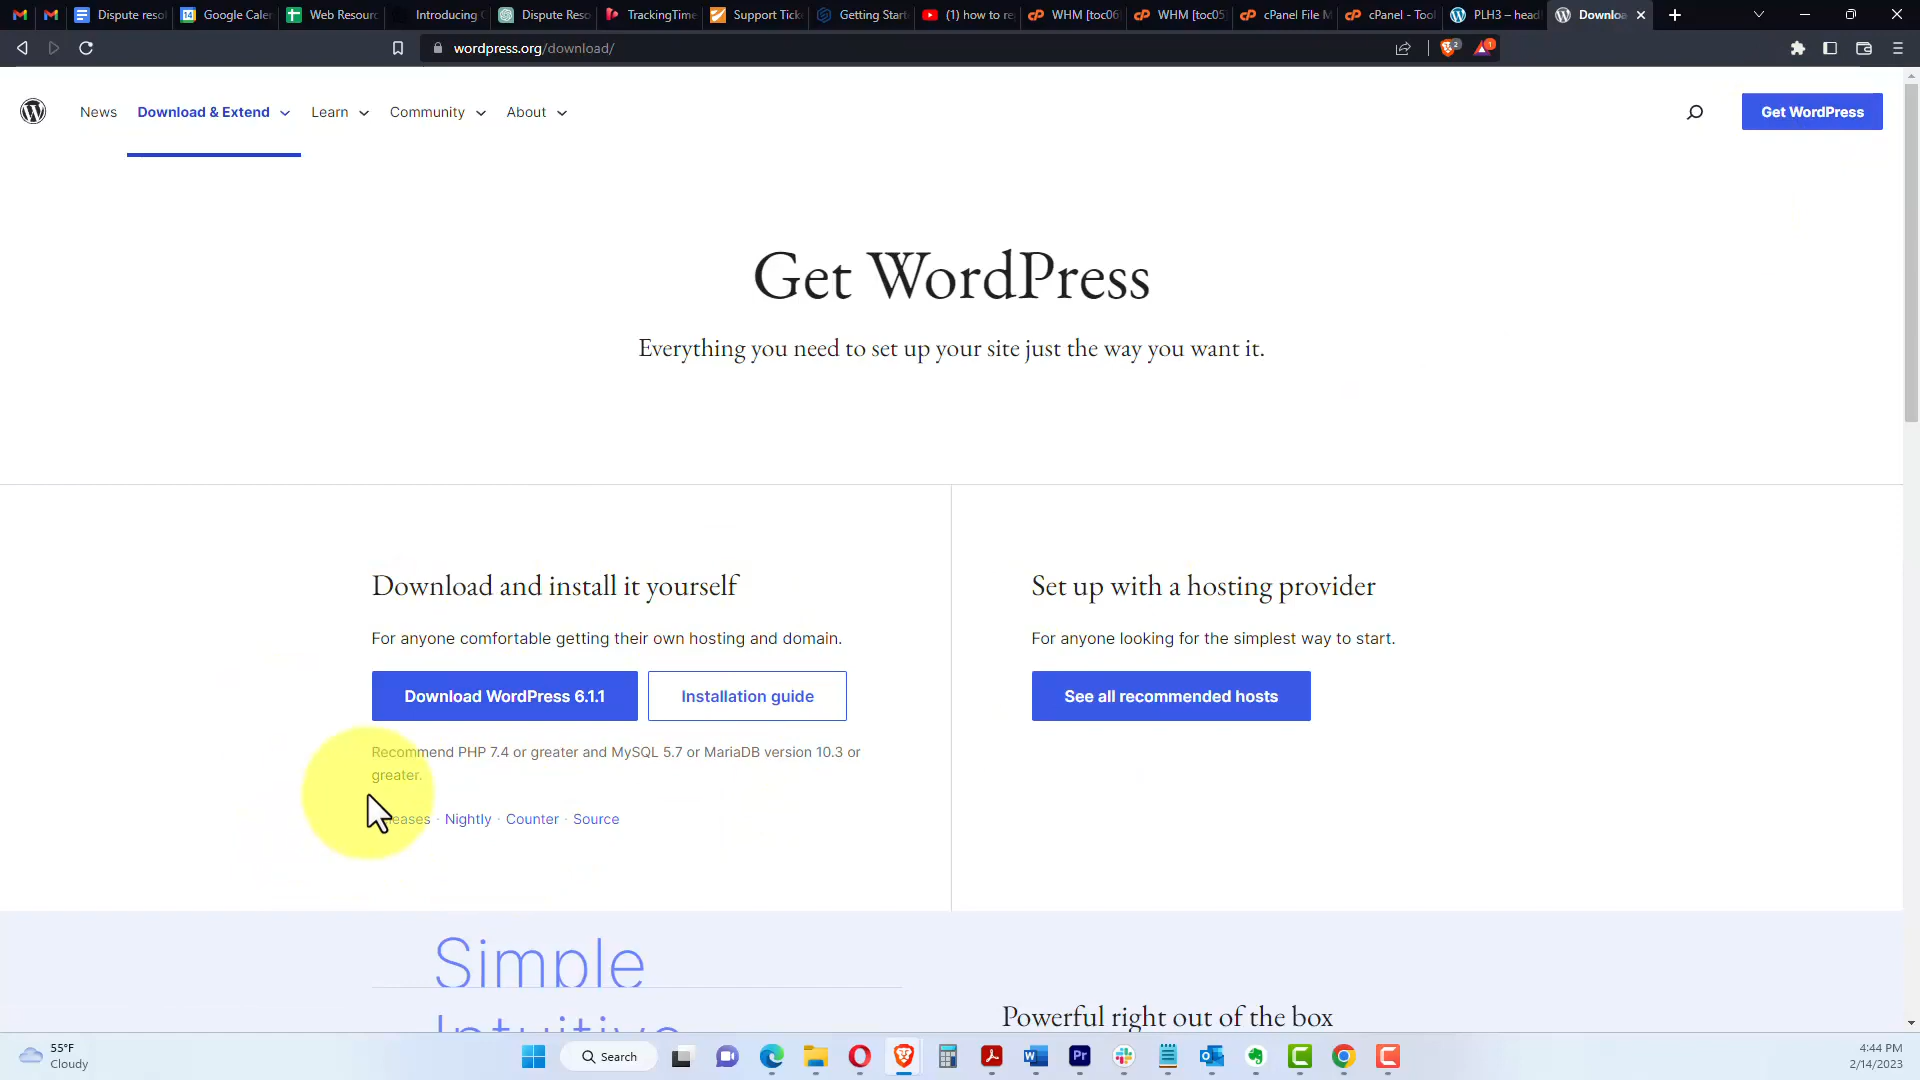 Dispute reso
14 Google Caler
Web Resourc
Introducing
Dispute Reso
TrackingTime
Support Tick
Getting Start
(1) how to re
WHM [toc06
WHM [toc05
cPanel File M
cPanel - Tool
PLH3 – head
Downloa
wordpress.org/download/
2
1
News
Download & Extend
Learn
Community
About
Get WordPress
Get WordPress
Everything you need to set up your site just the way you want it.
Download and install it yourself
For anyone comfortable getting their own hosting and domain.
Download WordPress 6.1.1
Installation guide
Recommend PHP 7.4 or greater and MySQL 5.7 or MariaDB version 10.3 or
greater.
eases · Nightly · Counter · Source
Set up with a hosting provider
For anyone looking for the simplest way to start.
See all recommended hosts
Simple
Intuitive
Powerful right out of the box
55°F
Cloudy
Search
4:44 PM
2/14/2023